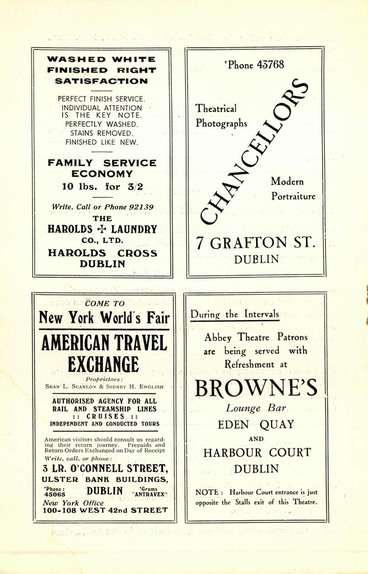 WASHED WHITE
FINISHED RIGHT
SATISFACTION
PERFECT FINISH SERVICE.
INDIVIDUAL ATTENTION
IS THE KEY NOTE.
PERFECTLY WASHED.
STAINS REMOVED.
FINISHED LIKE NEW.
FAMILY SERVICE
ECONOMY
10 lbs. for 3/2
Write, Call or Phone 92139
THE
HAROLDS ✠ LAUNDRY
CO., LTD.
HAROLDS CROSS
DUBLIN
'Phone 43768
Theatrical
Photographs
CHANCELLORS
Modern
Portraiture
7 GRAFTON ST.
DUBLIN
COME TO
New York World's Fair
AMERICAN TRAVEL
EXCHANGE
Proprietors:
SEAN L. SCANLON & SIDNEY H. ENGLISH
AUTHORISED AGENCY FOR ALL
RAIL AND STEAMSHIP LINES
:: CRUISES ::
INDEPENDENT AND CONDUCTED TOURS
American visitors should consult us regard-
ing their return journey. Prepaids and
Return Orders Exchanged on Day of Receipt
Write, call, or phone:
3 LR. O'CONNELL STREET,
ULSTER BANK BUILDINGS,
'Phone: 45065 DUBLIN 'Grams "ANTRAVEX"
New York Office
100-108 WEST 42nd STREET
During the Intervals
Abbey Theatre Patrons
are being served with
Refreshment at
BROWNE'S
Lounge Bar
EDEN QUAY
AND
HARBOUR COURT
DUBLIN
NOTE: Harbour Court entrance is just
opposite the Stalls exit of this Theatre.